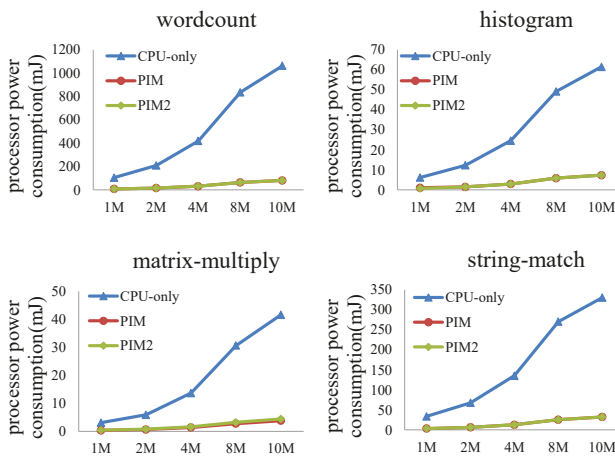 wordcount
processor power
consumption(mJ)
1200
1000
800
600
400
200
0
CPU-only
PIM
PIM2
1M 2M 4M 8M 10M
histogram
processor power
consumption(mJ)
70
60
50
40
30
20
10
0
CPU-only
PIM
PIM2
1M 2M 4M 8M 10M
matrix-multiply
processor power
consumption(mJ)
50
40
30
20
10
0
CPU-only
PIM
PIM2
1M 2M 4M 8M 10M
string-match
processor power
consumption(mJ)
350
300
250
200
150
100
50
0
CPU-only
PIM
PIM2
1M 2M 4M 8M 10M